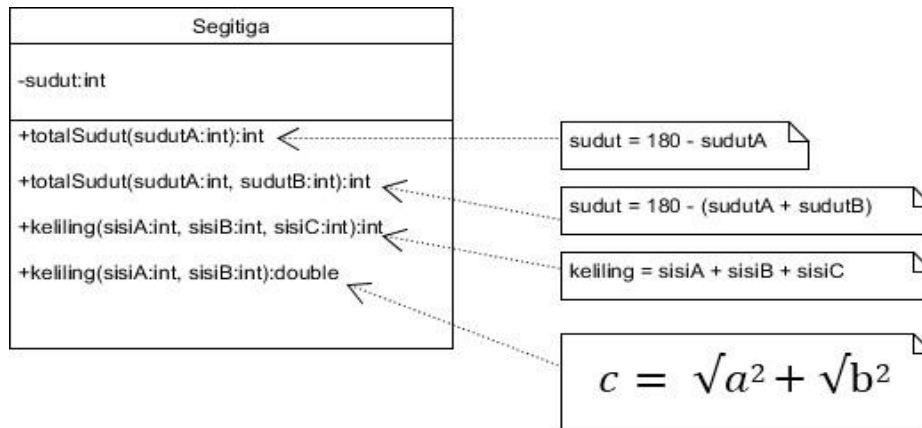 Segitiga
-sudut:int
+totalSudut(sudutA:int):int
+totalSudut(sudutA:int, sudutB:int):int
+keliling(sisiA:int, sisiB:int, sisiC:int):int
+keliling(sisiA:int, sisiB:int):double
sudut = 180 - sudutA
sudut = 180 - (sudutA + sudutB)
keliling = sisiA + sisiB + sisiC
c = √a² + √b²